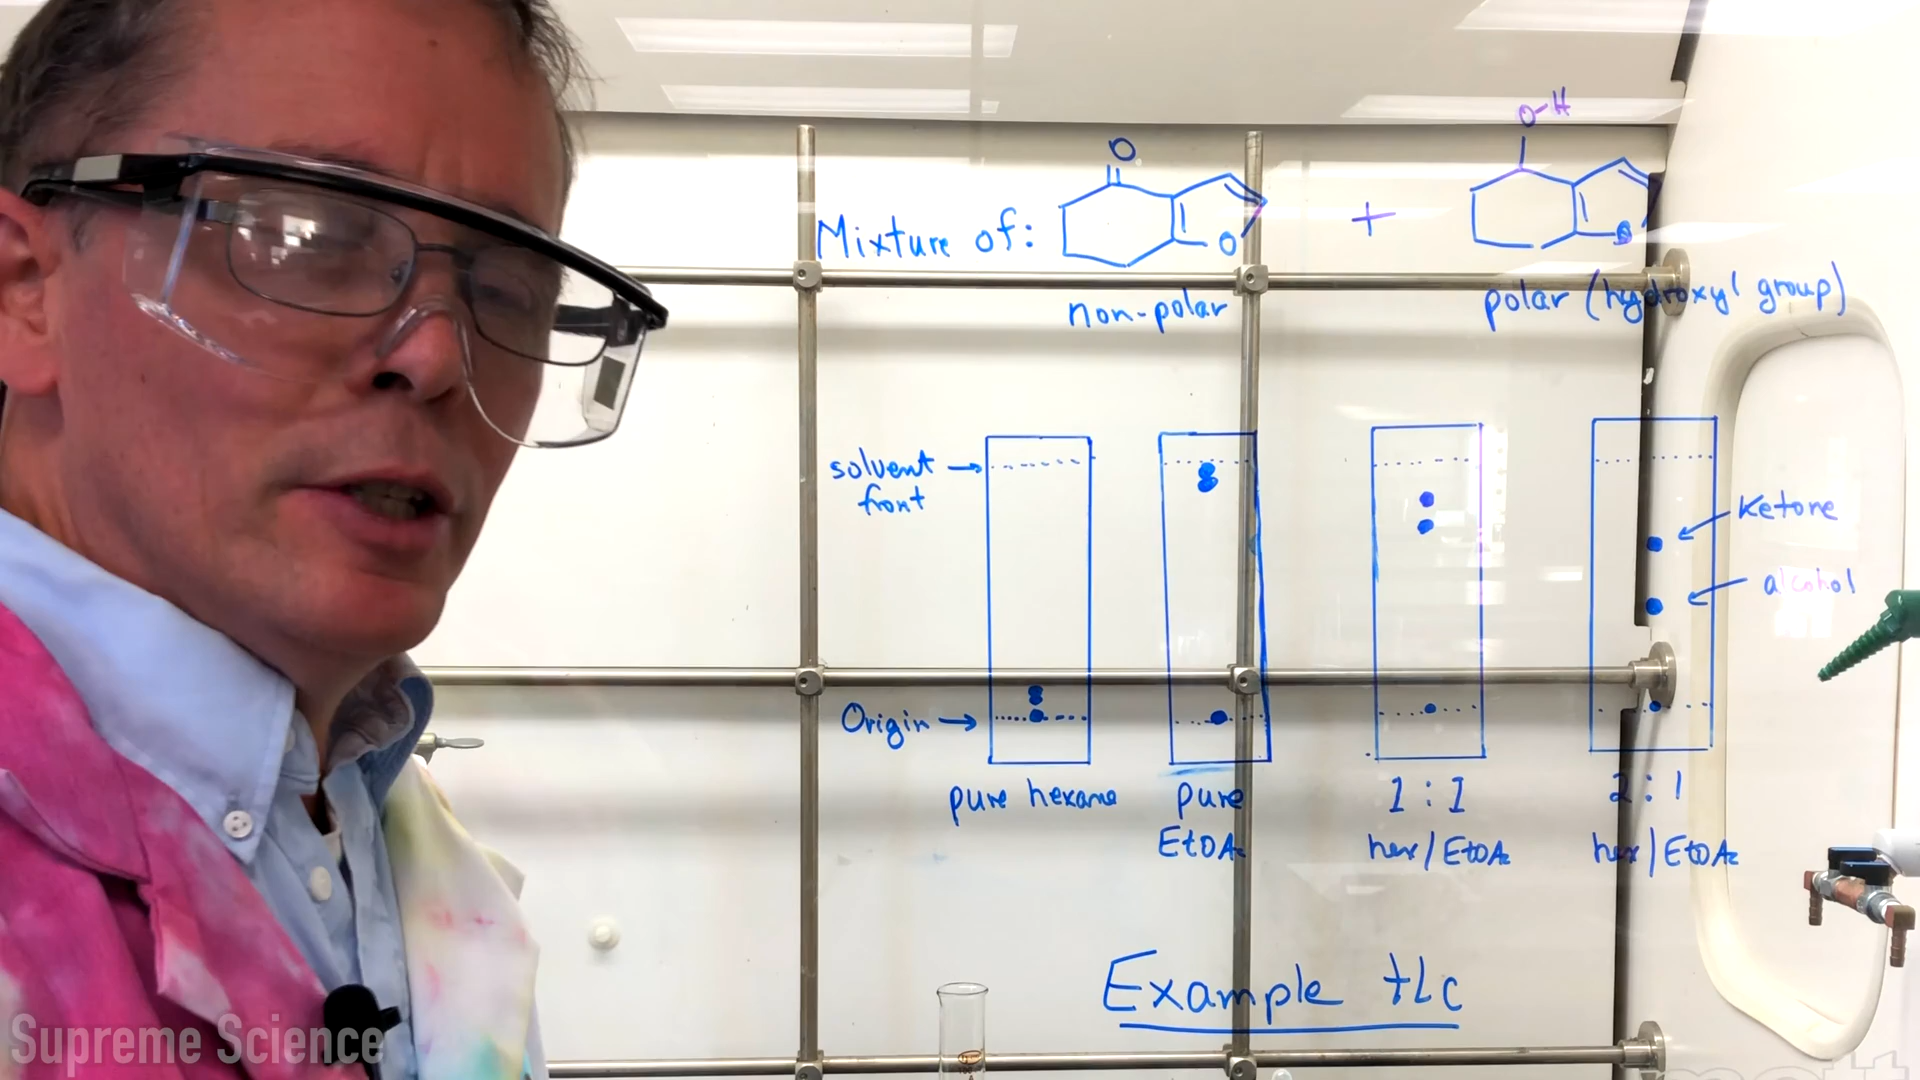 O-H
O
Mixture of: O + O
non-polar
polar (hydroxyl group)
solvent
front
Ketone
alcohol
Origin
pure hexane
pure
EtOAc
1 : 1
hex/EtOAc
2 : 1
hex/EtOAc
Example tLc
Supreme Science